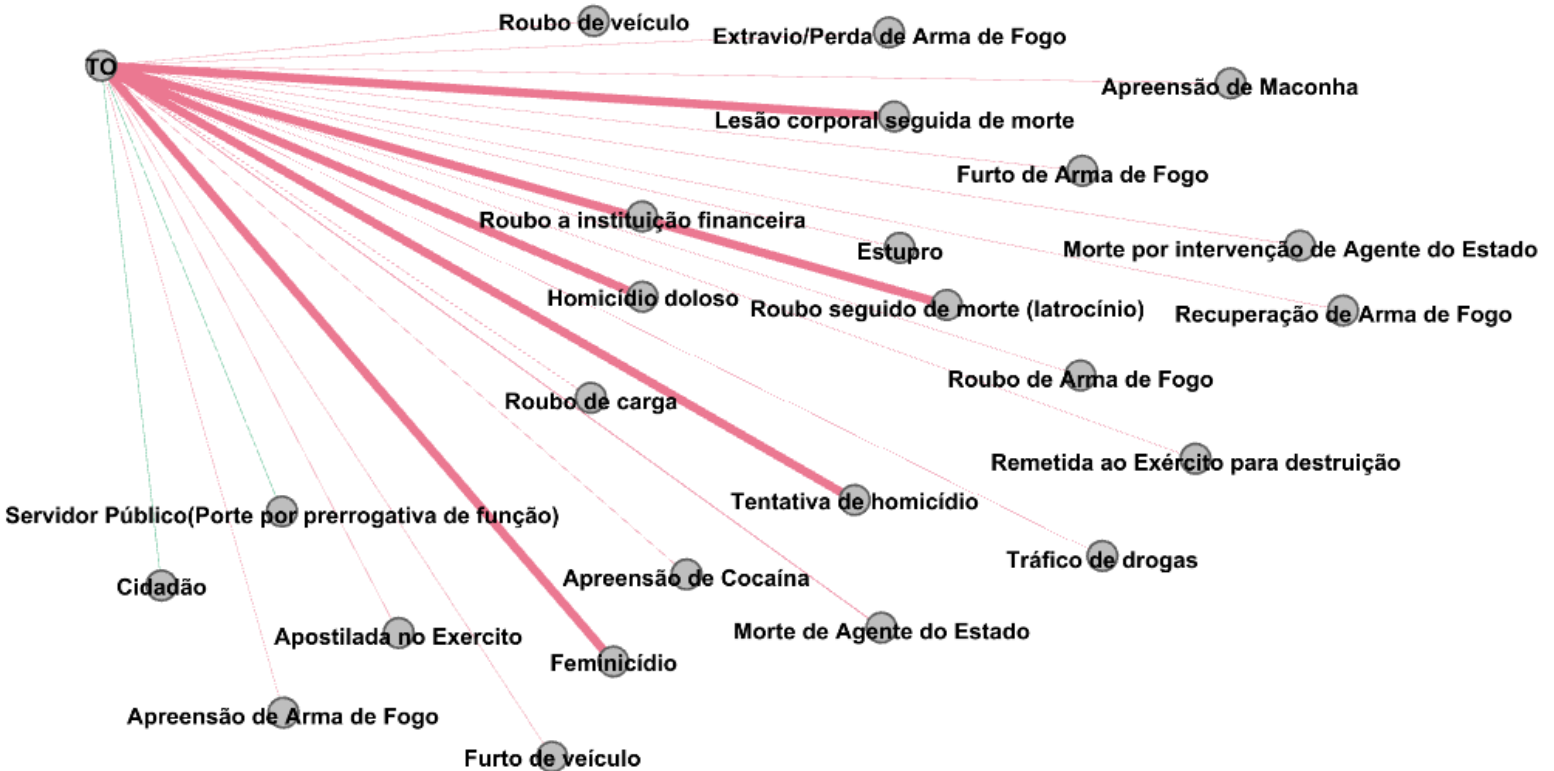 Roubo de veículo
Extravio/Perda de Arma de Fogo
TO
Apreensão de Maconha
Lesão corporal seguida de morte
Furto de Arma de Fogo
Roubo a instituição financeira
Estupro
Morte por intervenção de Agente do Estado
Homicídio doloso
Roubo seguido de morte (latrocínio)
Recuperação de Arma de Fogo
Roubo de Arma de Fogo
Roubo de carga
Remetida ao Exército para destruição
Tentativa de homicídio
Servidor Público(Porte por prerrogativa de função)
Tráfico de drogas
Apreensão de Cocaína
Cidadão
Morte de Agente do Estado
Apostilada no Exercito
Feminicídio
Apreensão de Arma de Fogo
Furto de veículo